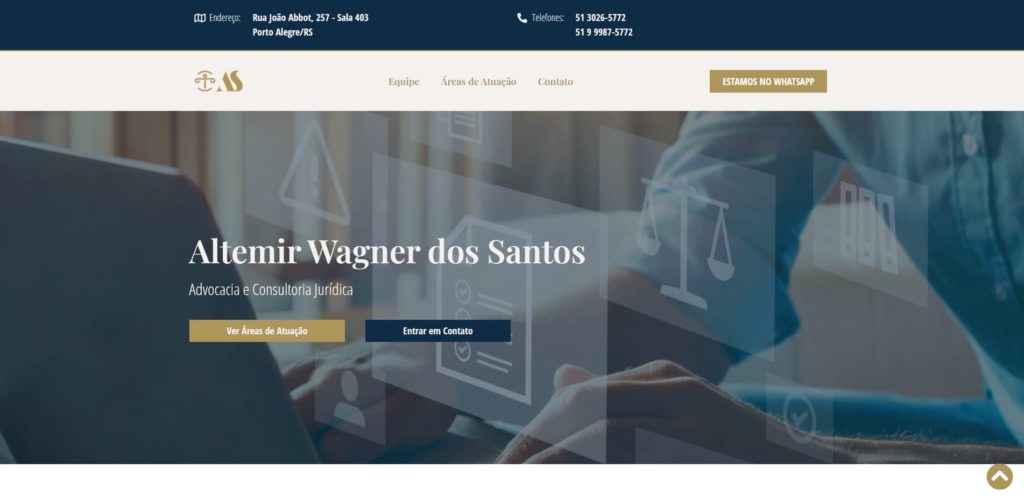 Endereço: Rua João Abbot, 257 - Sala 403
Porto Alegre/RS
Telefones: 51 3026-5772
51 9 9987-5772
AS
Equipe
Áreas de Atuação
Contato
ESTAMOS NO WHATSAPP
Altemir Wagner dos Santos
Advocacia e Consultoria Jurídica
Ver Áreas de Atuação
Entrar em Contato